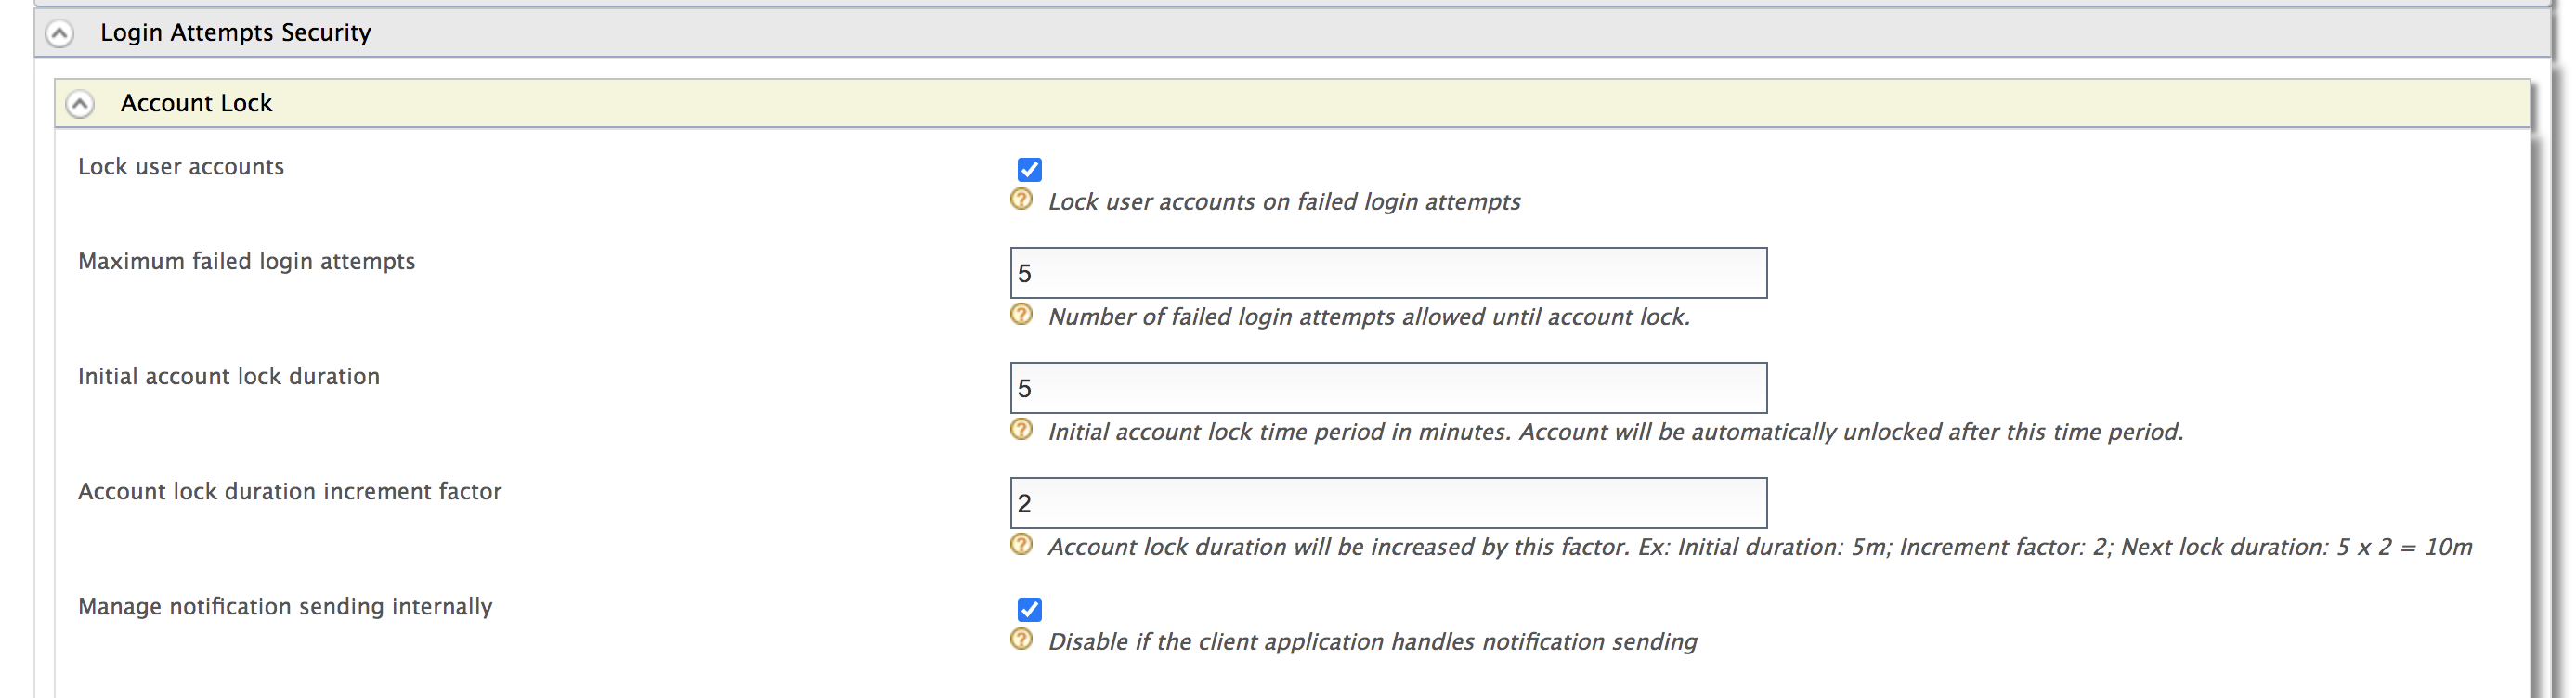 Login Attempts Security
Account Lock
Lock user accounts
Lock user accounts on failed login attempts
Maximum failed login attempts
5
Number of failed login attempts allowed until account lock.
Initial account lock duration
5
Initial account lock time period in minutes. Account will be automatically unlocked after this time period.
Account lock duration increment factor
2
Account lock duration will be increased by this factor. Ex: Initial duration: 5m; Increment factor: 2; Next lock duration: 5 x 2 = 10m
Manage notification sending internally
Disable if the client application handles notification sending